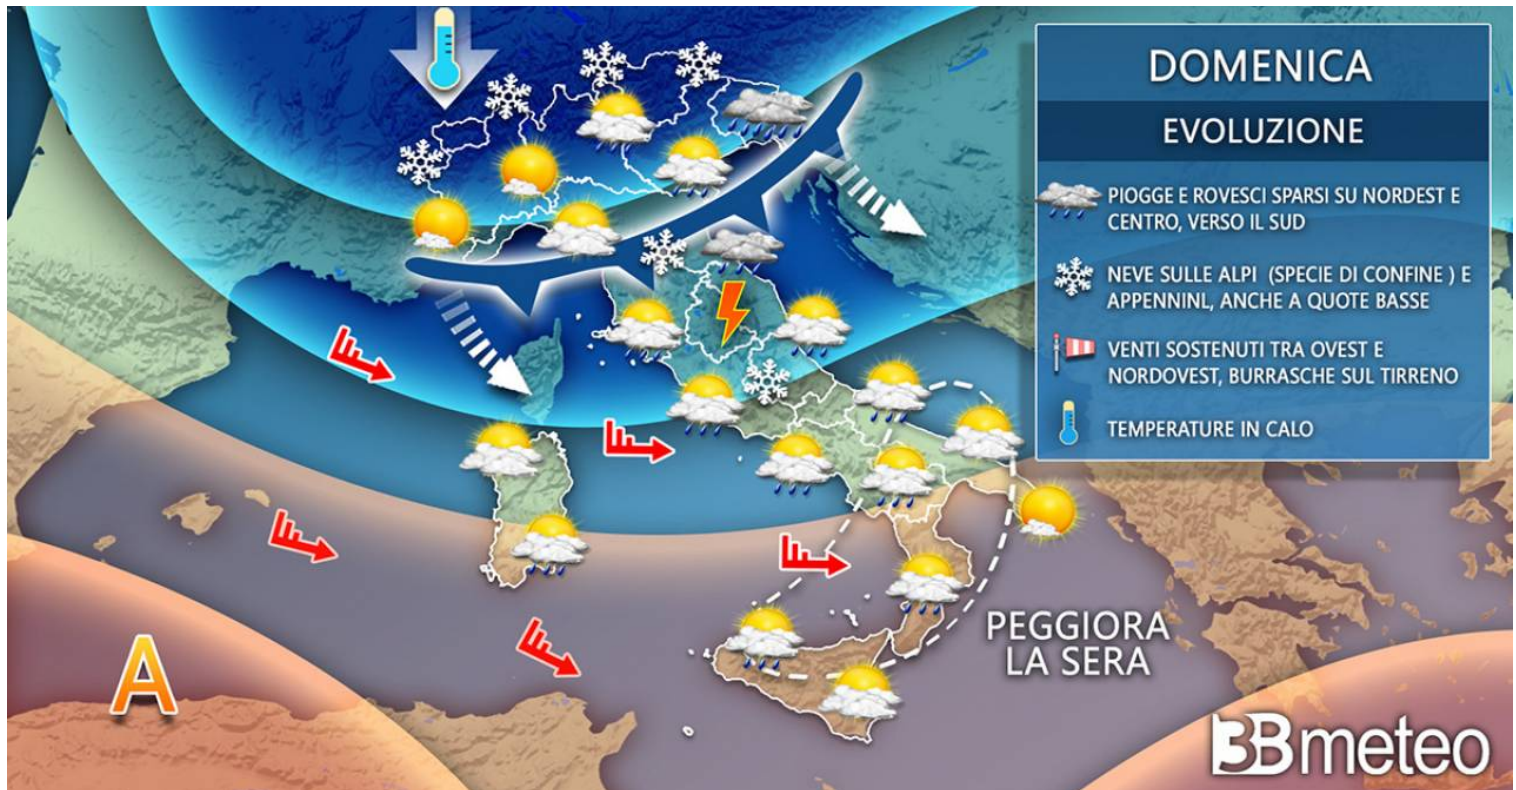 DOMENICA
EVOLUZIONE
PIOGGE E ROVESCI SPARSI SU NORDEST E
CENTRO, VERSO IL SUD
NEVE SULLE ALPI (SPECIE DI CONFINE ) E
APPENNINI, ANCHE A QUOTE BASSE
VENTI SOSTENUTI TRA OVEST E
NORDOVEST, BURRASCHE SUL TIRRENO
TEMPERATURE IN CALO
PEGGIORA
LA SERA
A
3Bmeteo